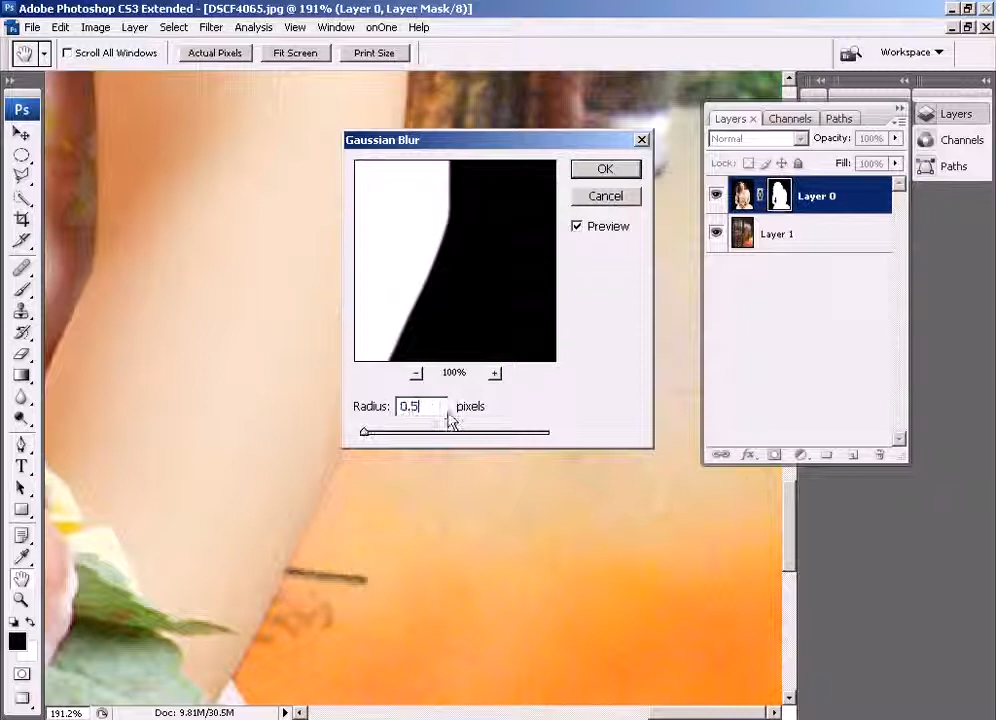 Adobe Photoshop CS3 Extended - [DSCF4065.jpg @ 191% (Layer 0, Layer Mask/8)]
File Edit Image Layer Select Filter Analysis View Window onOne Help
Scroll All Windows Actual Pixels Fit Screen Print Size Workspace
Ps
Layers Channels Paths
Normal Opacity: 100%
Lock: Fill: 100%
Layer 0
Layer 1
Layers
Channels
Paths
Gaussian Blur
OK
Cancel
Preview
100%
Radius: 0.5 pixels
191.2% Doc: 9.81M/30.5M